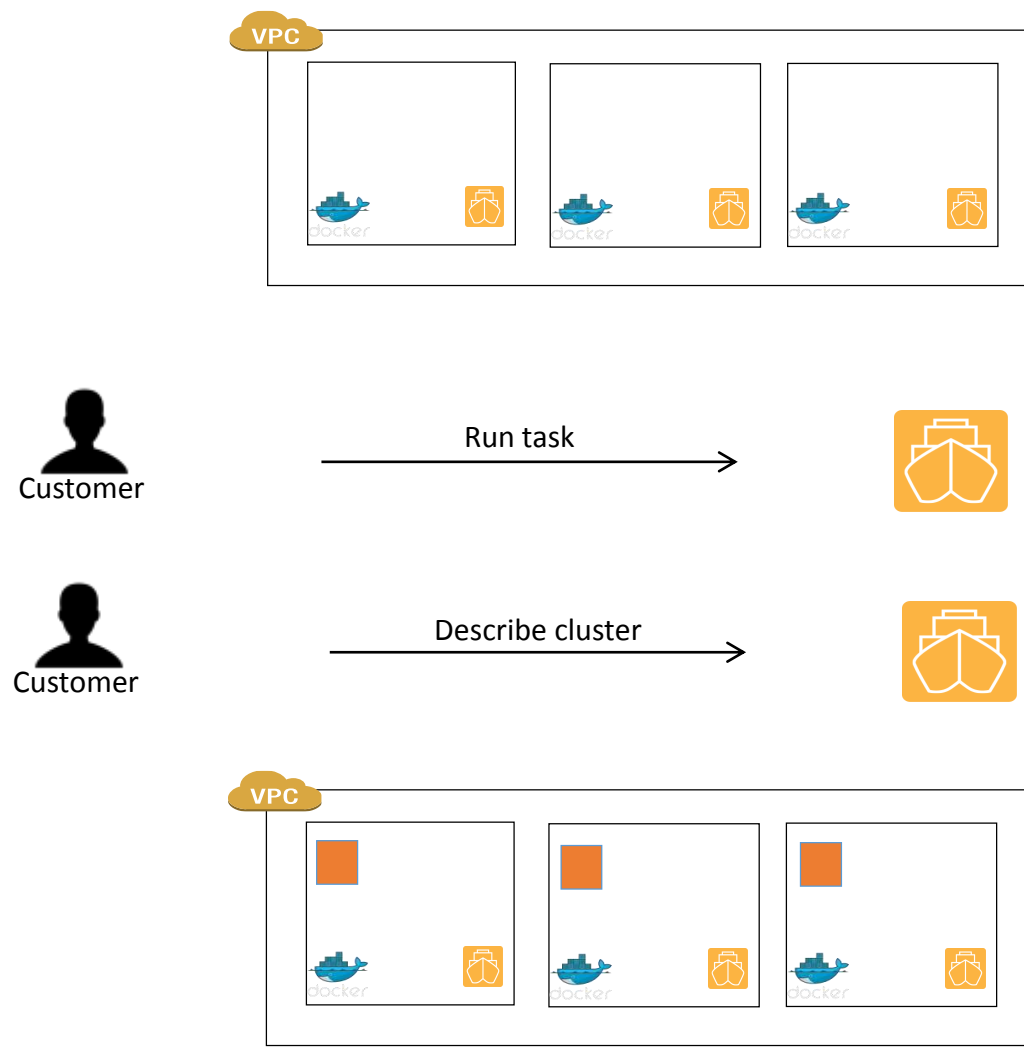 VPC
docker
docker
docker
Run task
Customer
Describe cluster
Customer
VPC
docker
docker
docker